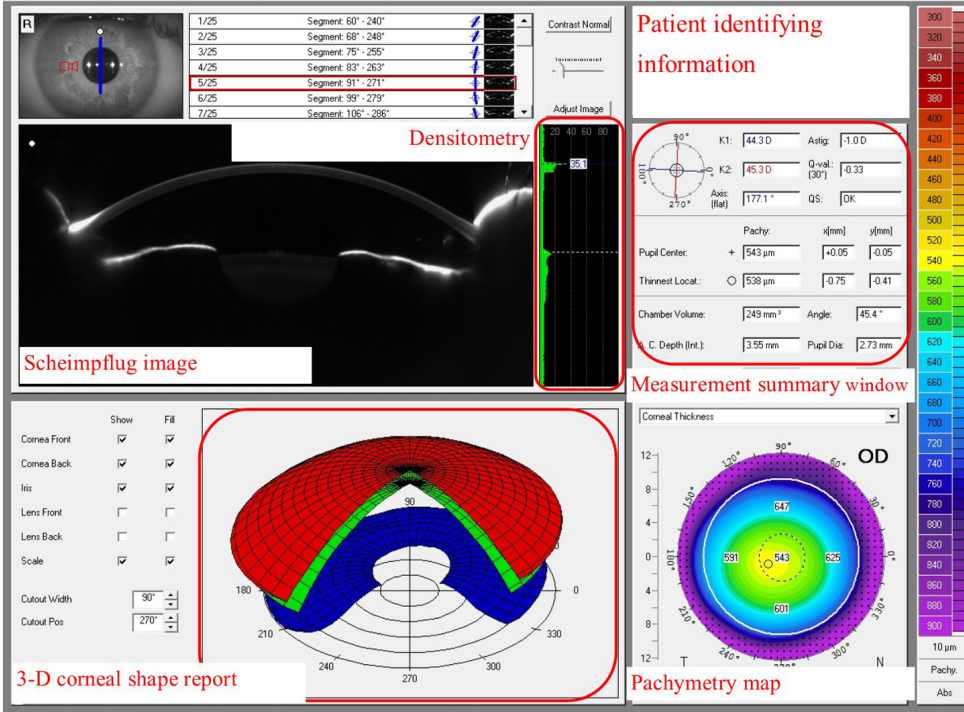 R
1/25 Segment: 60° - 240°
2/25 Segment: 68° - 248°
3/25 Segment: 75° - 255°
4/25 Segment: 83° - 263°
5/25 Segment: 91° - 271°
6/25 Segment: 99° - 279°
7/25 Segment: 106° - 286°
Contrast Normal
Adjust Image
Patient identifying
information
Densitometry
20 40 60 80
35.1
Scheimpflug image
90°
180°
0°
270°
K1: 44.3 D Astig: -1.0 D
K2: 45.3 D Q-val.: (30°) -0.33
Axis: (flat) 177.1 ° QS: OK
Pachy: x[mm] y[mm]
Pupil Center: + 543 µm +0.05 -0.05
Thinnest Locat.: 538 µm -0.75 -0.41
Chamber Volume: 249 mm³ Angle: 45.4 °
A. C. Depth (Int.): 3.55 mm Pupil Dia: 2.73 mm
Measurement summary window
Show Fill
Cornea Front
Cornea Back
Iris
Lens Front
Lens Back
Scale
Cutout Width 90°
Cutout Pos 270°
90
180
0
210
330
240
300
270
3-D corneal shape report
Corneal Thickness
OD
12
8
4
0
4
8
12
90°
120°
60°
150°
30°
180°
0°
210°
330°
240°
300°
647
591 543 625
601
T N
Pachymetry map
300
320
340
360
380
400
420
440
460
480
500
520
540
560
580
600
620
640
660
680
700
720
740
760
780
800
820
840
860
880
900
10 µm
Pachy.
Abs